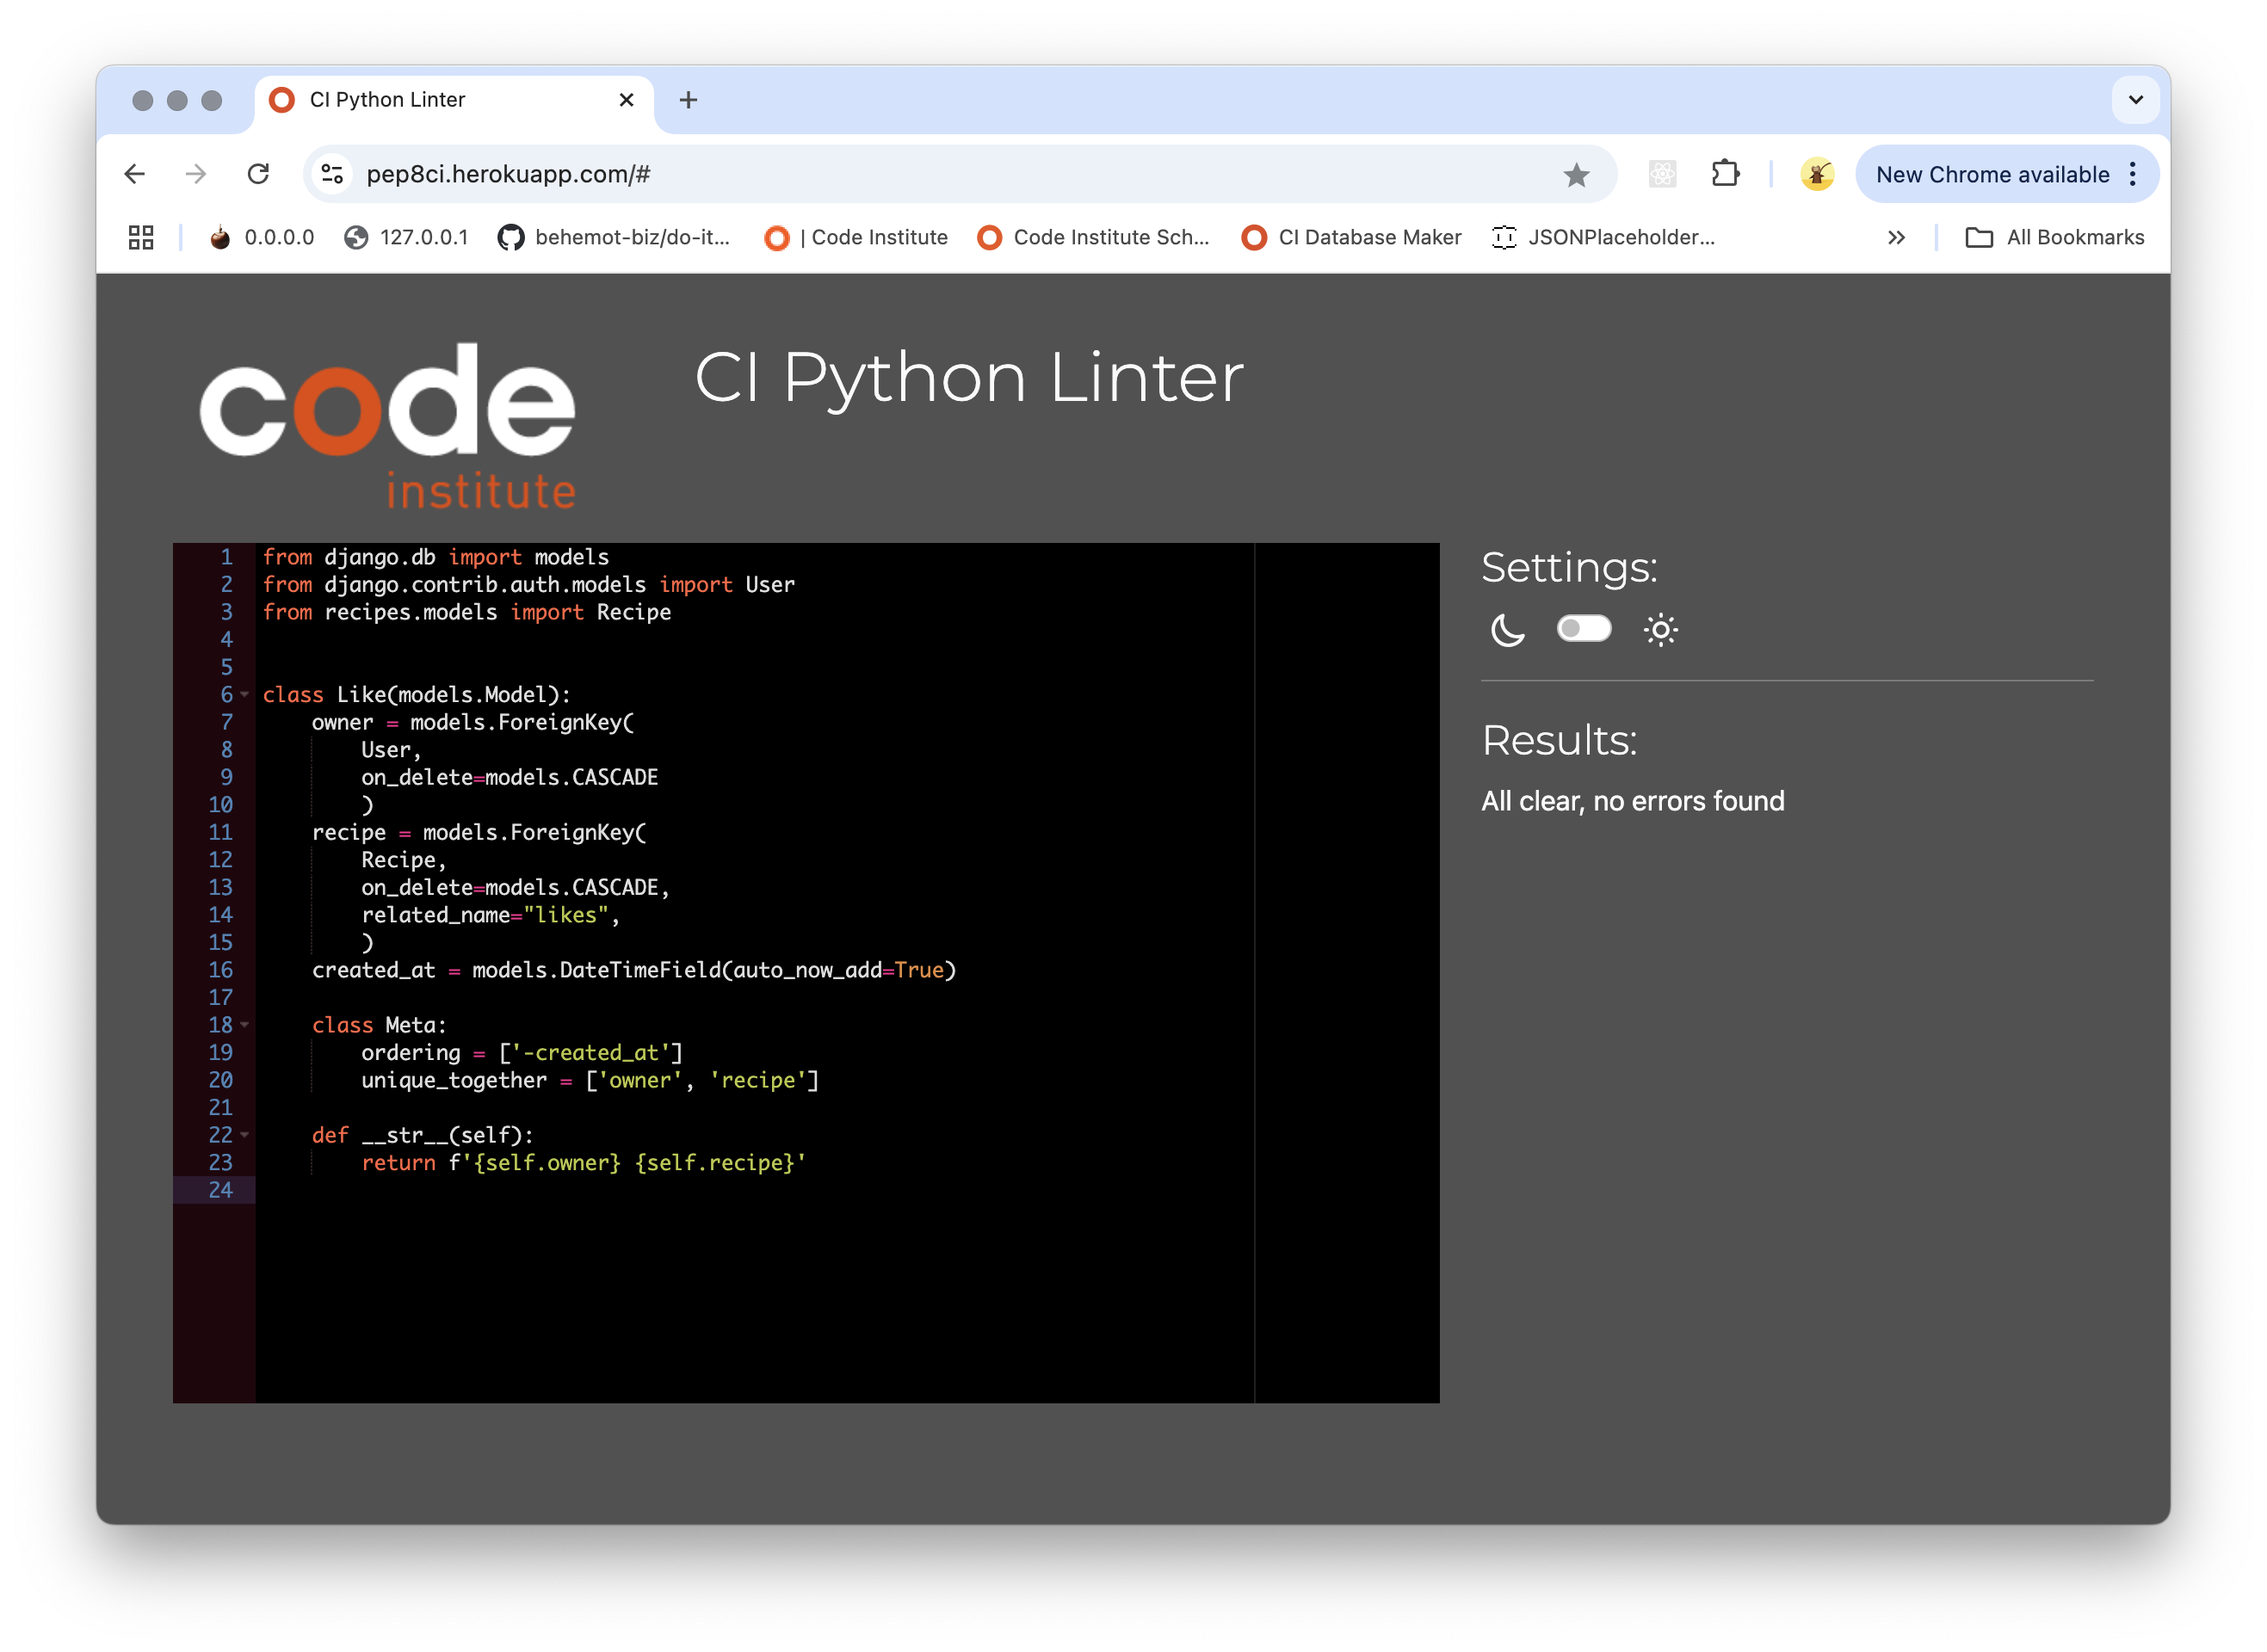 CI Python Linter
pep8ci.herokuapp.com/#
New Chrome available
0.0.0.0
127.0.0.1
behemot-biz/do-it...
| Code Institute
Code Institute Sch...
CI Database Maker
JSONPlaceholder...
All Bookmarks
code
institute
CI Python Linter
1 from django.db import models
2 from django.contrib.auth.models import User
3 from recipes.models import Recipe
4
5
6 class Like(models.Model):
7     owner = models.ForeignKey(
8         User,
9         on_delete=models.CASCADE
10         )
11     recipe = models.ForeignKey(
12         Recipe,
13         on_delete=models.CASCADE,
14         related_name="likes",
15         )
16     created_at = models.DateTimeField(auto_now_add=True)
17
18     class Meta:
19         ordering = ['-created_at']
20         unique_together = ['owner', 'recipe']
21
22     def __str__(self):
23         return f'{self.owner} {self.recipe}'
24
Settings:
Results:
All clear, no errors found